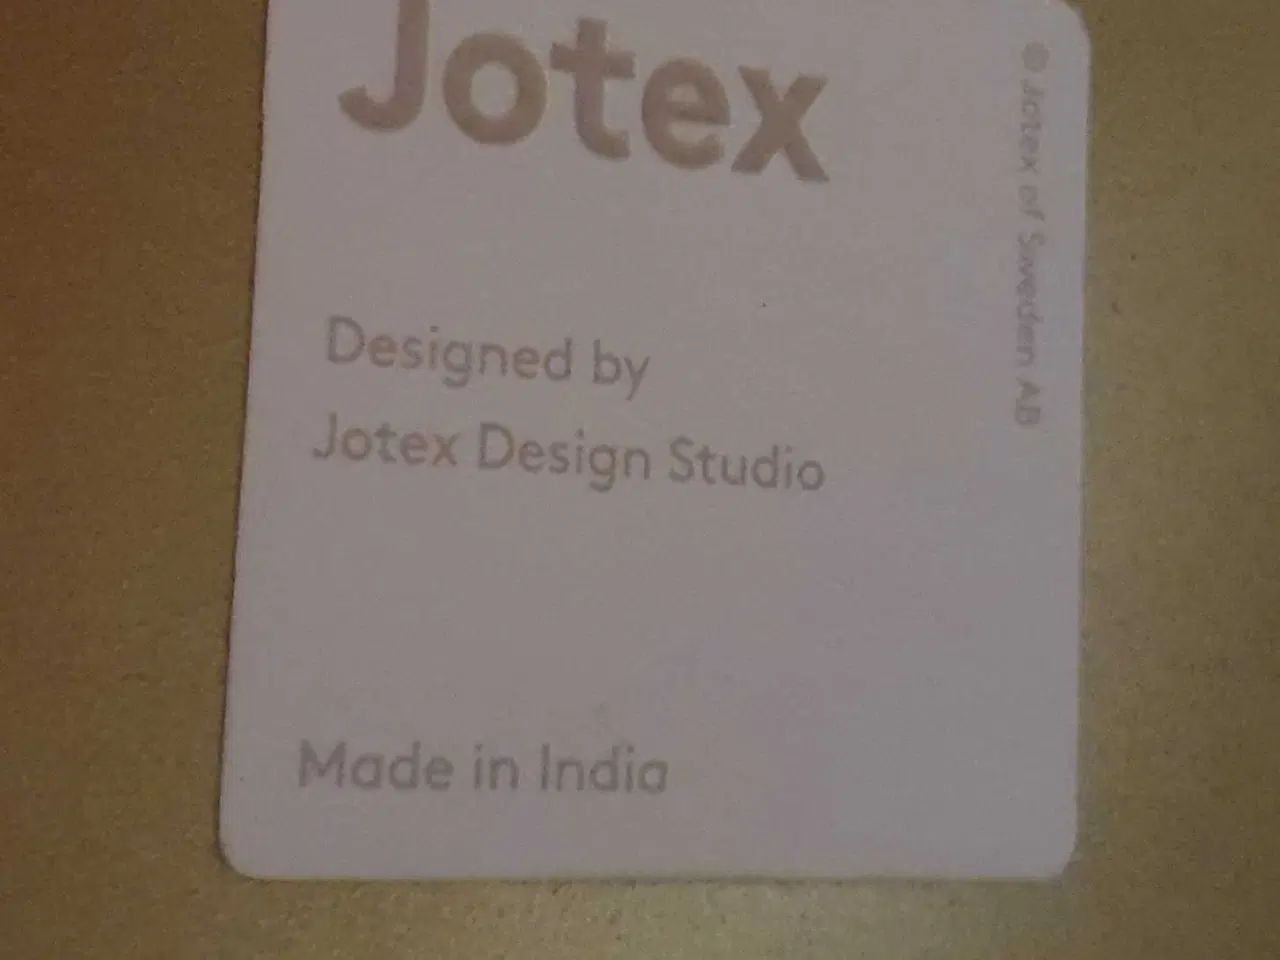 Jotex
Designed by
Jotex Design Studio
Made in India
© Jotex of Sweden AB